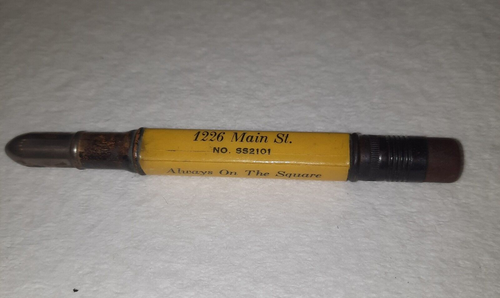 1226 Main St.
NO. SS2101
Always On The Square